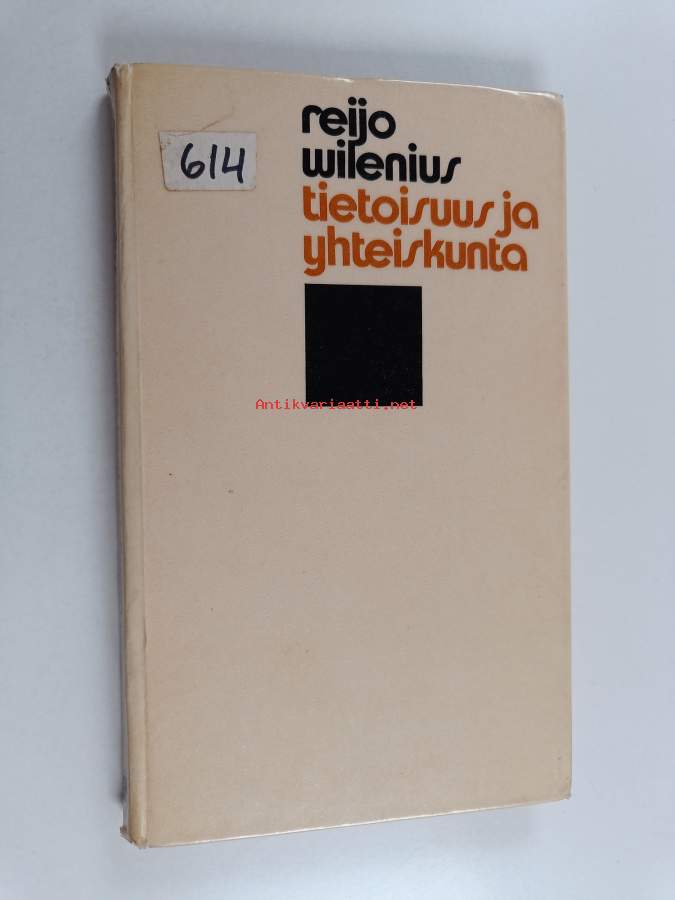 614
reijo
wilenius
tietoisuus ja
yhteiskunta
Antikvariaatti.net